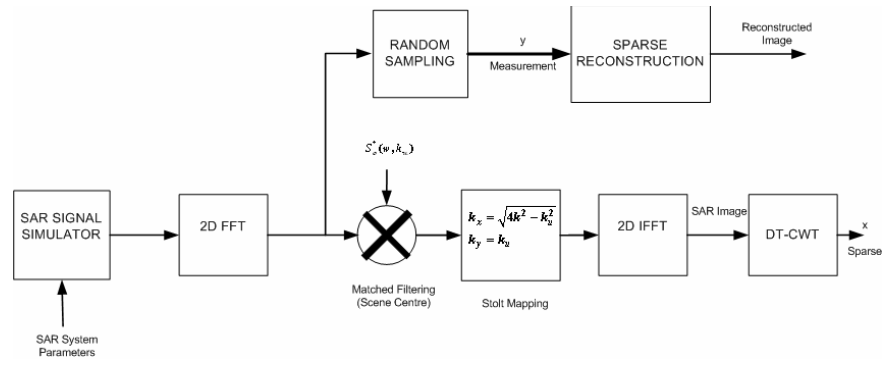 Reconstructed
Image
RANDOM
SAMPLING
y
Measurement
SPARSE
RECONSTRUCTION
S*o(w, ku)
SAR SIGNAL
SIMULATOR
2D FFT
kx = √4k² − ku²
ky = ku
2D IFFT
SAR Image
DT-CWT
x
Sparse
Matched Filtering
(Scene Centre)
Stolt Mapping
SAR System
Parameters